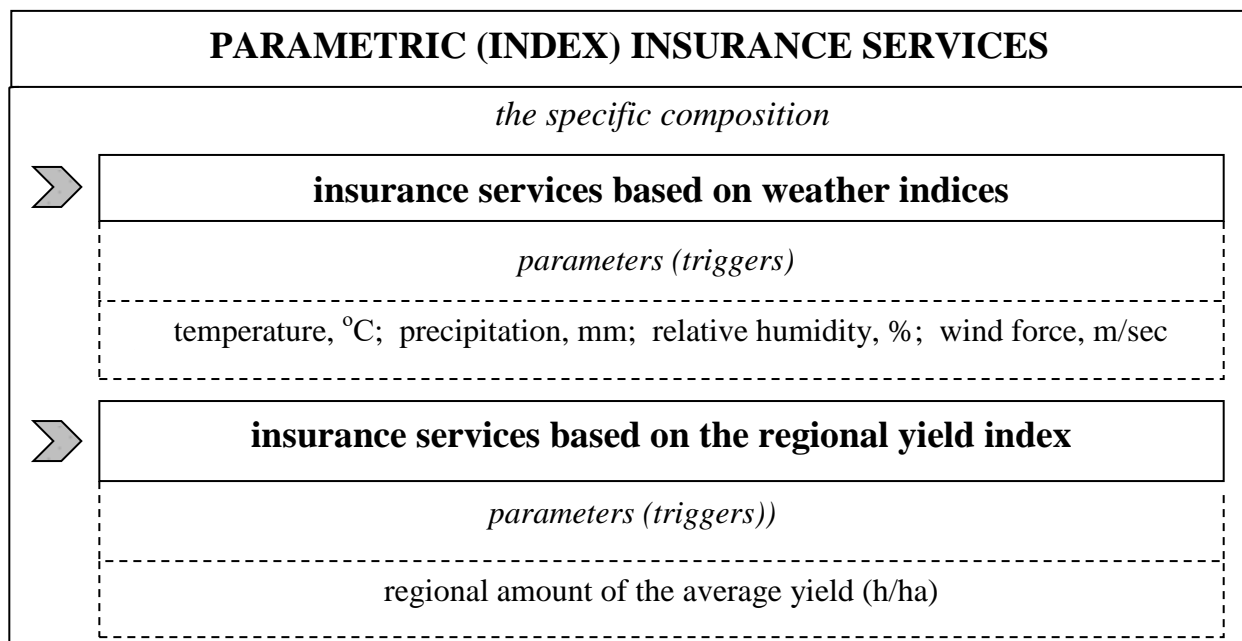 PARAMETRIC (INDEX) INSURANCE SERVICES
the specific composition
insurance services based on weather indices
parameters (triggers)
temperature, °C; precipitation, mm; relative humidity, %; wind force, m/sec
insurance services based on the regional yield index
parameters (triggers))
regional amount of the average yield (h/ha)